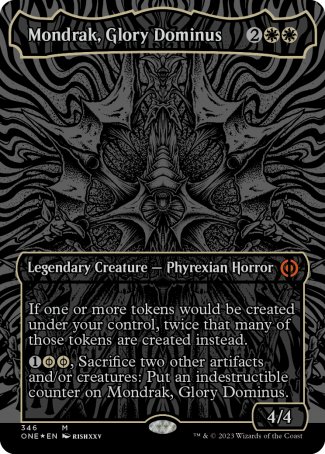 Mondrak, Glory Dominus 2
Legendary Creature — Phyrexian Horror
If one or more tokens would be created
under your control, twice that many of
those tokens are created instead.
1, Sacrifice two other artifacts
and/or creatures: Put an indestructible
counter on Mondrak, Glory Dominus.
4/4
346 M
ONE★EN RISHXXV ™ & © 2023 Wizards of the Coast